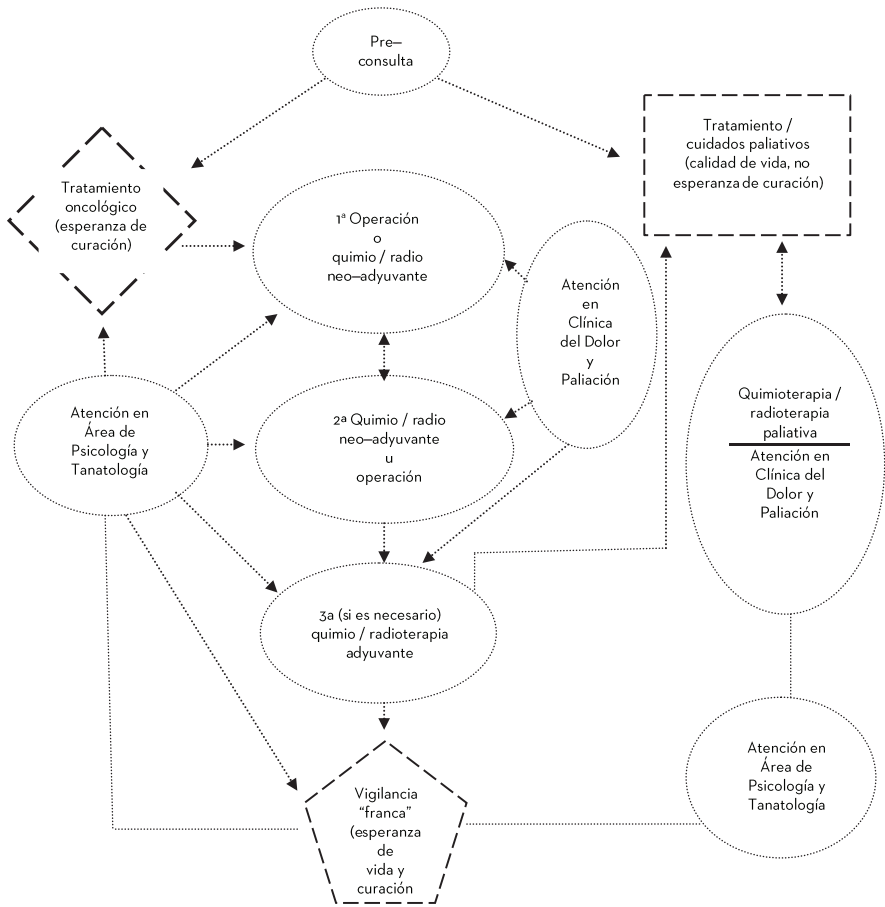 Pre–
consulta
Tratamiento /
cuidados paliativos
(calidad de vida, no
esperanza de curación)
Tratamiento
oncológico
(esperanza de
curación)
1ª Operación
o
quimio / radio
neo–adyuvante
Atención
en
Clínica
del Dolor
y
Paliación
Quimioterapia /
radioterapia
paliativa
Atención en
Clínica del
Dolor y
Paliación
Atención en
Área de
Psicología y
Tanatología
2ª Quimio / radio
neo–adyuvante
u
operación
3a (si es necesario)
quimio / radioterapia
adyuvante
Atención en
Área de
Psicología y
Tanatología
Vigilancia
“franca”
(esperanza
de
vida y
curación